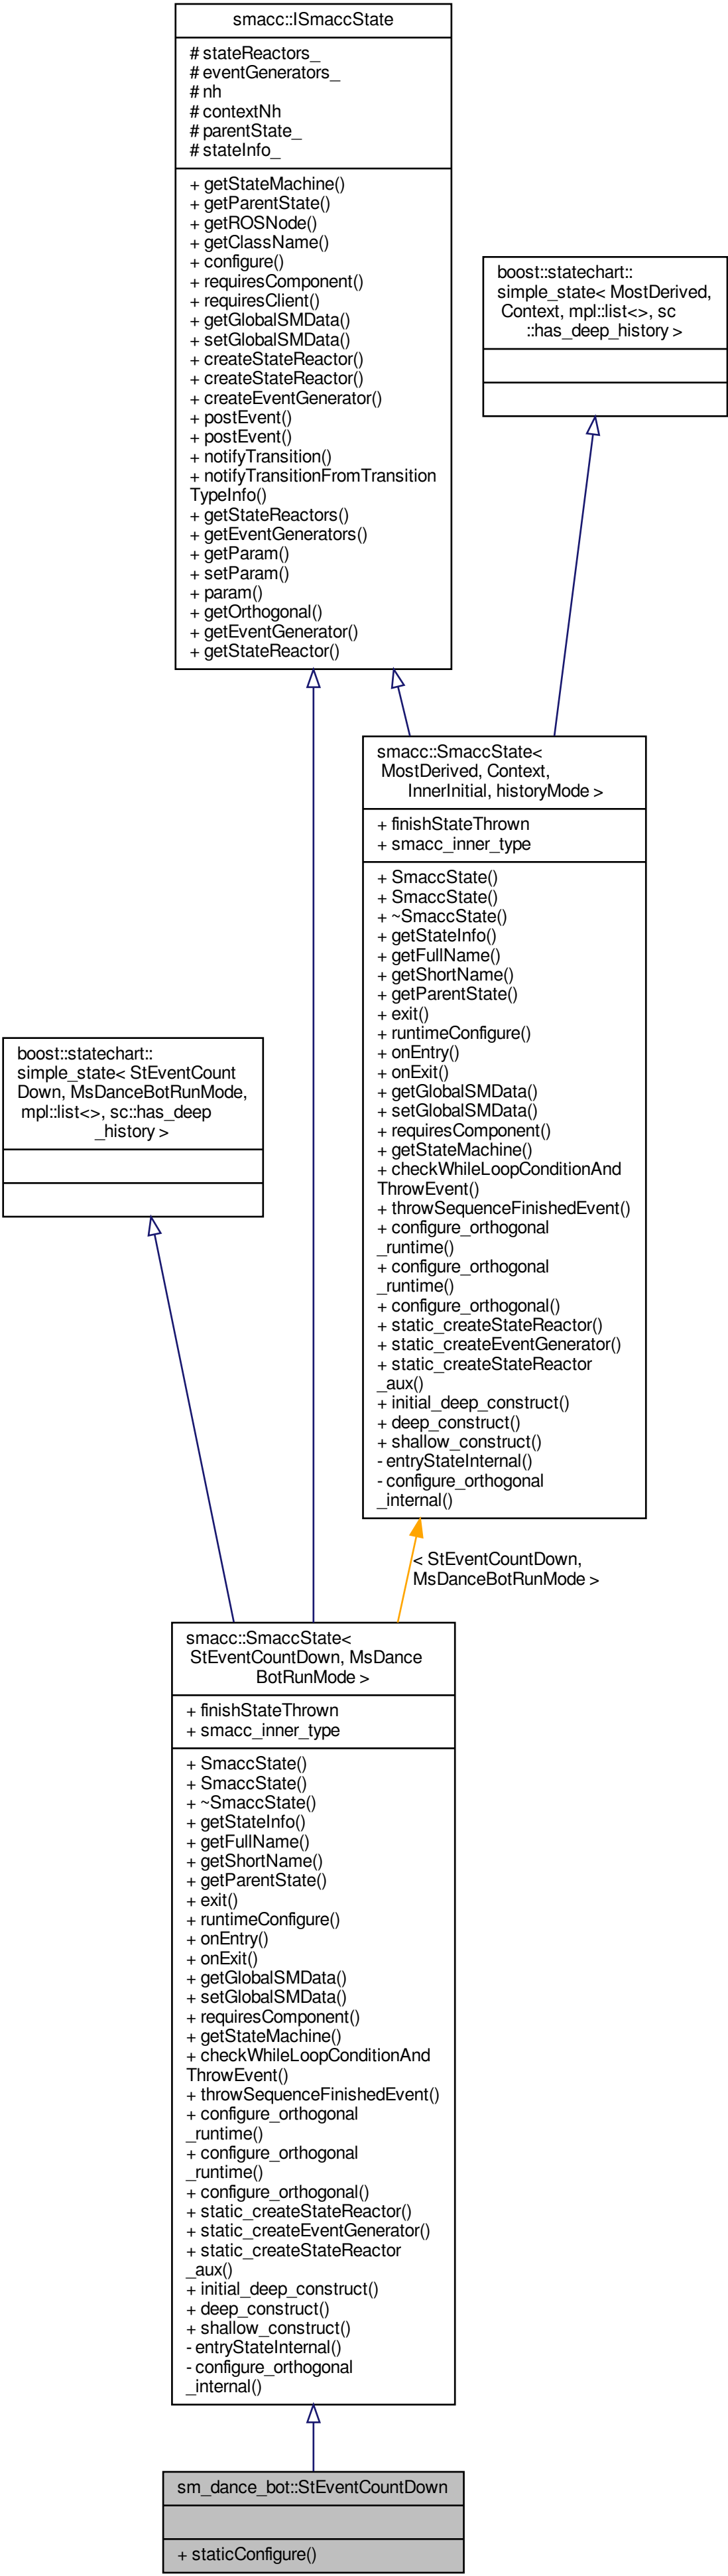 smacc::ISmaccState
# stateReactors_
# eventGenerators_
# nh
# contextNh
# parentState_
# stateInfo_
+ getStateMachine()
+ getParentState()
+ getROSNode()
+ getClassName()
+ configure()
+ requiresComponent()
+ requiresClient()
+ getGlobalSMData()
+ setGlobalSMData()
+ createStateReactor()
+ createStateReactor()
+ createEventGenerator()
+ postEvent()
+ postEvent()
+ notifyTransition()
+ notifyTransitionFromTransition
TypeInfo()
+ getStateReactors()
+ getEventGenerators()
+ getParam()
+ setParam()
+ param()
+ getOrthogonal()
+ getEventGenerator()
+ getStateReactor()
boost::statechart::
simple_state< MostDerived,
Context, mpl::list<>, sc
::has_deep_history >
smacc::SmaccState<
MostDerived, Context,
InnerInitial, historyMode >
+ finishStateThrown
+ smacc_inner_type
+ SmaccState()
+ SmaccState()
+ ~SmaccState()
+ getStateInfo()
+ getFullName()
+ getShortName()
+ getParentState()
+ exit()
+ runtimeConfigure()
+ onEntry()
+ onExit()
+ getGlobalSMData()
+ setGlobalSMData()
+ requiresComponent()
+ getStateMachine()
+ checkWhileLoopConditionAnd
ThrowEvent()
+ throwSequenceFinishedEvent()
+ configure_orthogonal
_runtime()
+ configure_orthogonal
_runtime()
+ configure_orthogonal()
+ static_createStateReactor()
+ static_createEventGenerator()
+ static_createStateReactor
_aux()
+ initial_deep_construct()
+ deep_construct()
+ shallow_construct()
- entryStateInternal()
- configure_orthogonal
_internal()
boost::statechart::
simple_state< StEventCount
Down, MsDanceBotRunMode,
mpl::list<>, sc::has_deep
_history >
< StEventCountDown,
MsDanceBotRunMode >
smacc::SmaccState<
StEventCountDown, MsDance
BotRunMode >
+ finishStateThrown
+ smacc_inner_type
+ SmaccState()
+ SmaccState()
+ ~SmaccState()
+ getStateInfo()
+ getFullName()
+ getShortName()
+ getParentState()
+ exit()
+ runtimeConfigure()
+ onEntry()
+ onExit()
+ getGlobalSMData()
+ setGlobalSMData()
+ requiresComponent()
+ getStateMachine()
+ checkWhileLoopConditionAnd
ThrowEvent()
+ throwSequenceFinishedEvent()
+ configure_orthogonal
_runtime()
+ configure_orthogonal
_runtime()
+ configure_orthogonal()
+ static_createStateReactor()
+ static_createEventGenerator()
+ static_createStateReactor
_aux()
+ initial_deep_construct()
+ deep_construct()
+ shallow_construct()
- entryStateInternal()
- configure_orthogonal
_internal()
sm_dance_bot::StEventCountDown
+ staticConfigure()